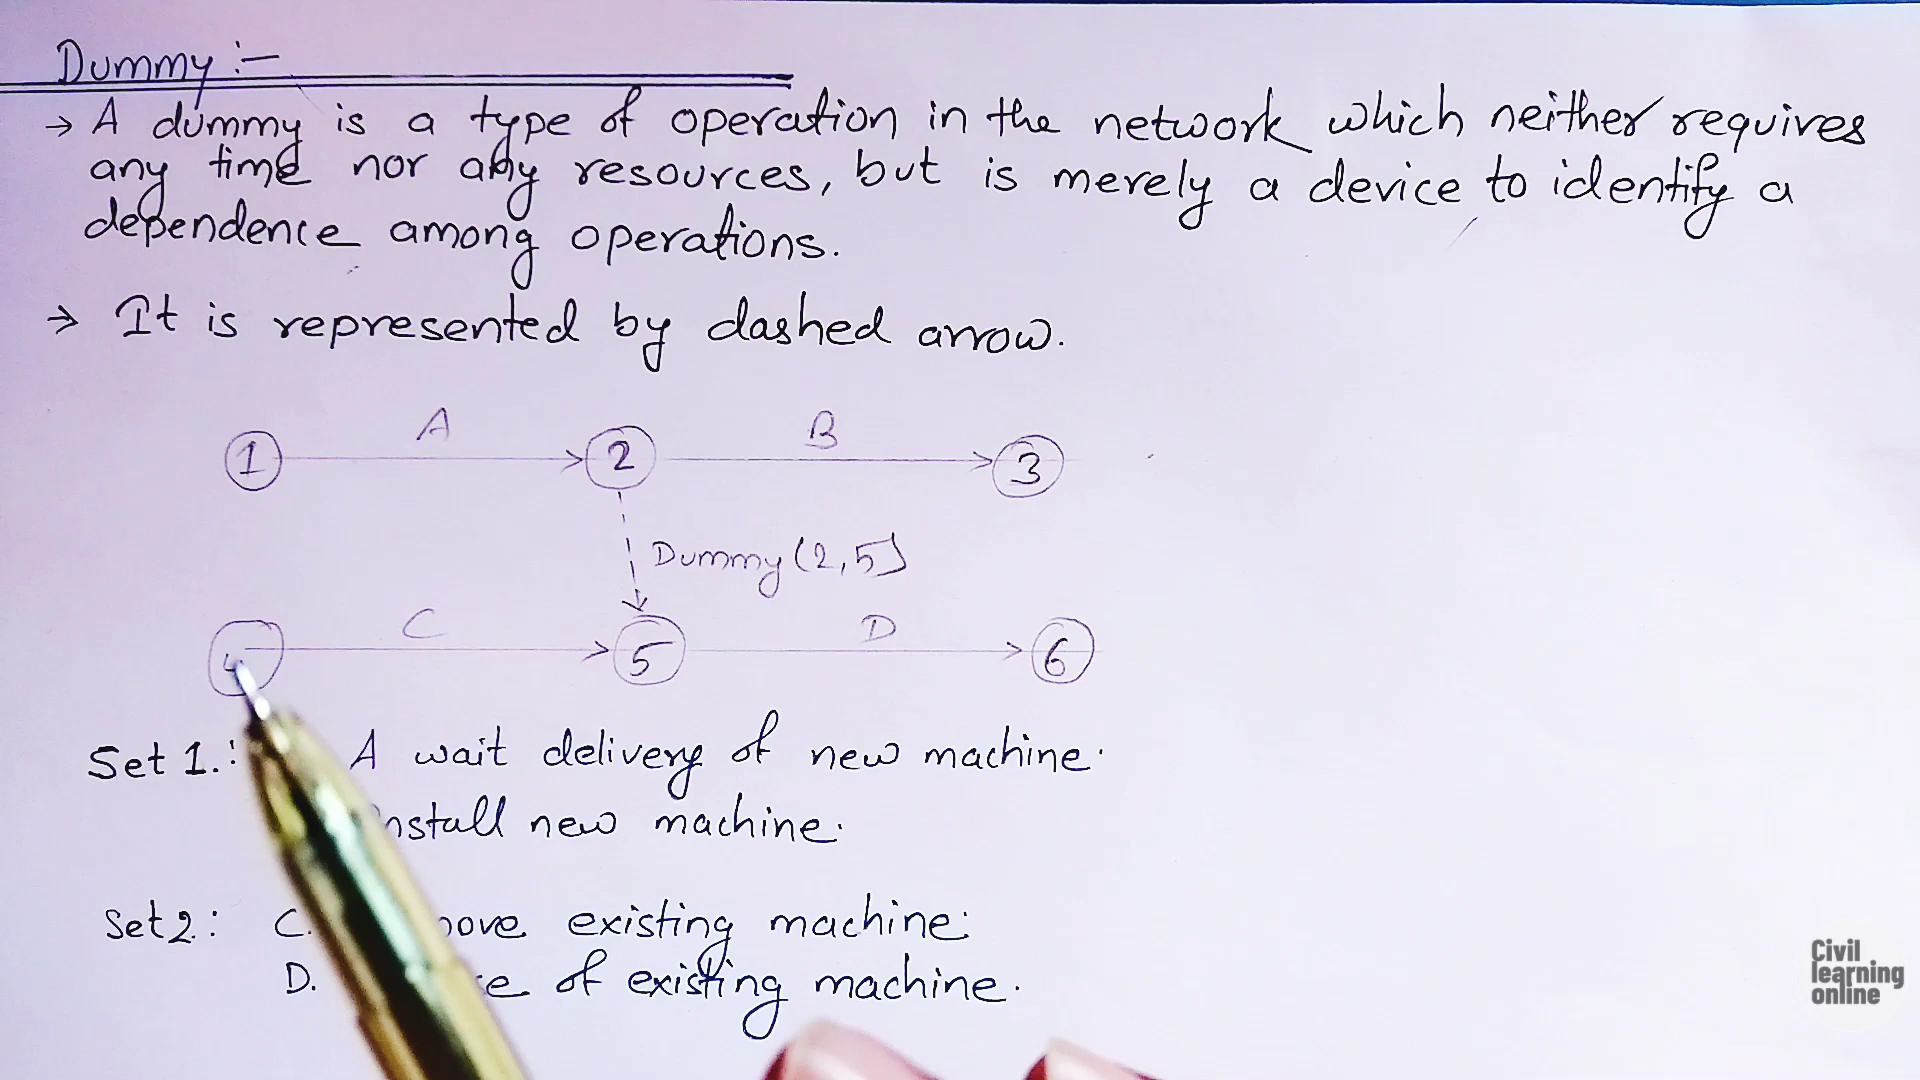 Dummy :-
→ A dummy is a type of operation in the network which neither requires
any time nor any resources, but is merely a device to identify a
dependence among operations.
→ It is represented by dashed arrow.
A B
1 2 3
Dummy (2,5)
C D
4 5 6
Set 1.: A wait delivery of new machine.
new machine.
Set 2: C. existing machine.
D. of existing machine.
Civil
learning
online